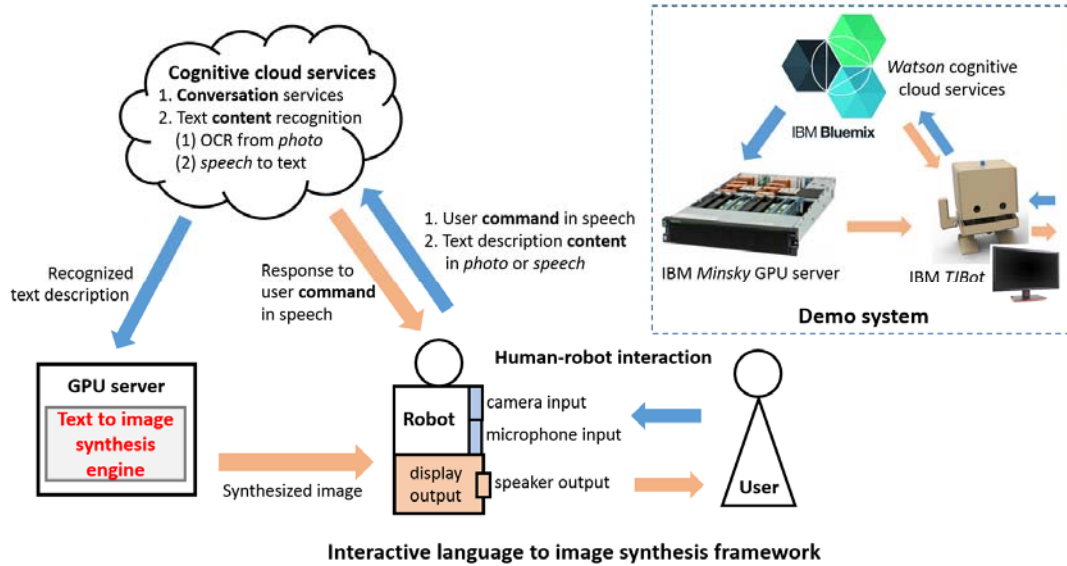 Cognitive cloud services
1. Conversation services
2. Text content recognition
(1) OCR from photo
(2) speech to text
Watson cognitive
cloud services
IBM Bluemix
IBM Minsky GPU server
IBM TJBot
Demo system
1. User command in speech
2. Text description content
in photo or speech
Recognized
text description
Response to
user command
in speech
GPU server
Text to image
synthesis
engine
Synthesized image
Human-robot interaction
Robot
camera input
microphone input
display
output
speaker output
User
Interactive language to image synthesis framework